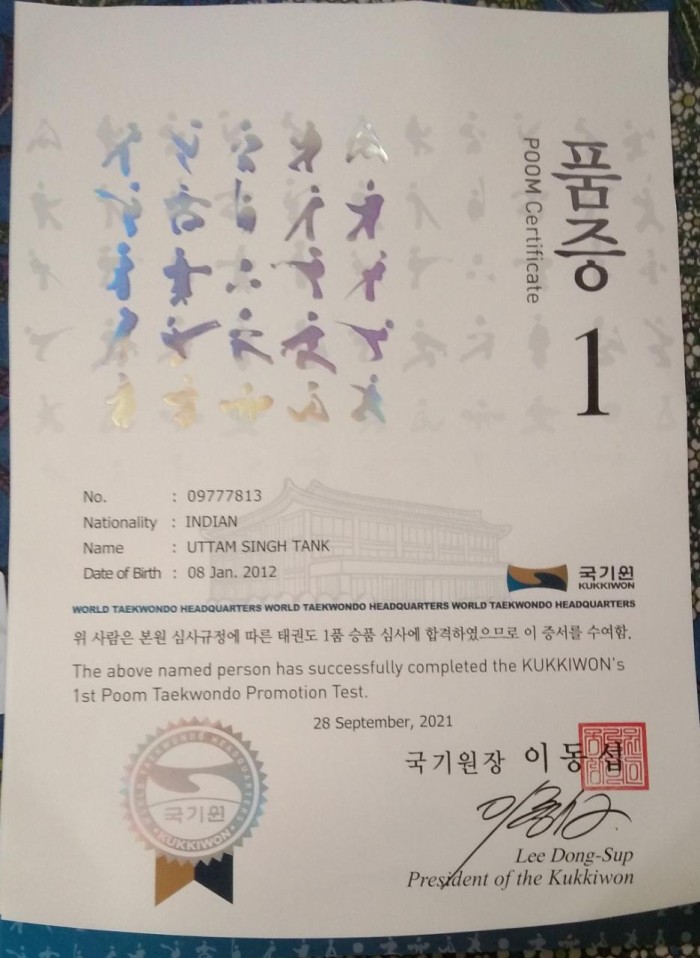 품증
POOM Certificate
1
No. : 09777813
Nationality : INDIAN
Name : UTTAM SINGH TANK
Date of Birth : 08 Jan. 2012
국기원
KUKKIWON
WORLD TAEKWONDO HEADQUARTERS WORLD TAEKWONDO HEADQUARTERS WORLD TAEKWONDO HEADQUARTERS
위 사람은 본원 심사규정에 따른 태권도 1품 승품 심사에 합격하였으므로 이 증서를 수여함.
The above named person has successfully completed the KUKKIWON's
1st Poom Taekwondo Promotion Test.
28 September, 2021
WORLD TAEKWONDO HEADQUARTERS
국기원
KUKKIWON
국기원장 이동섭
Lee Dong-Sup
President of the Kukkiwon